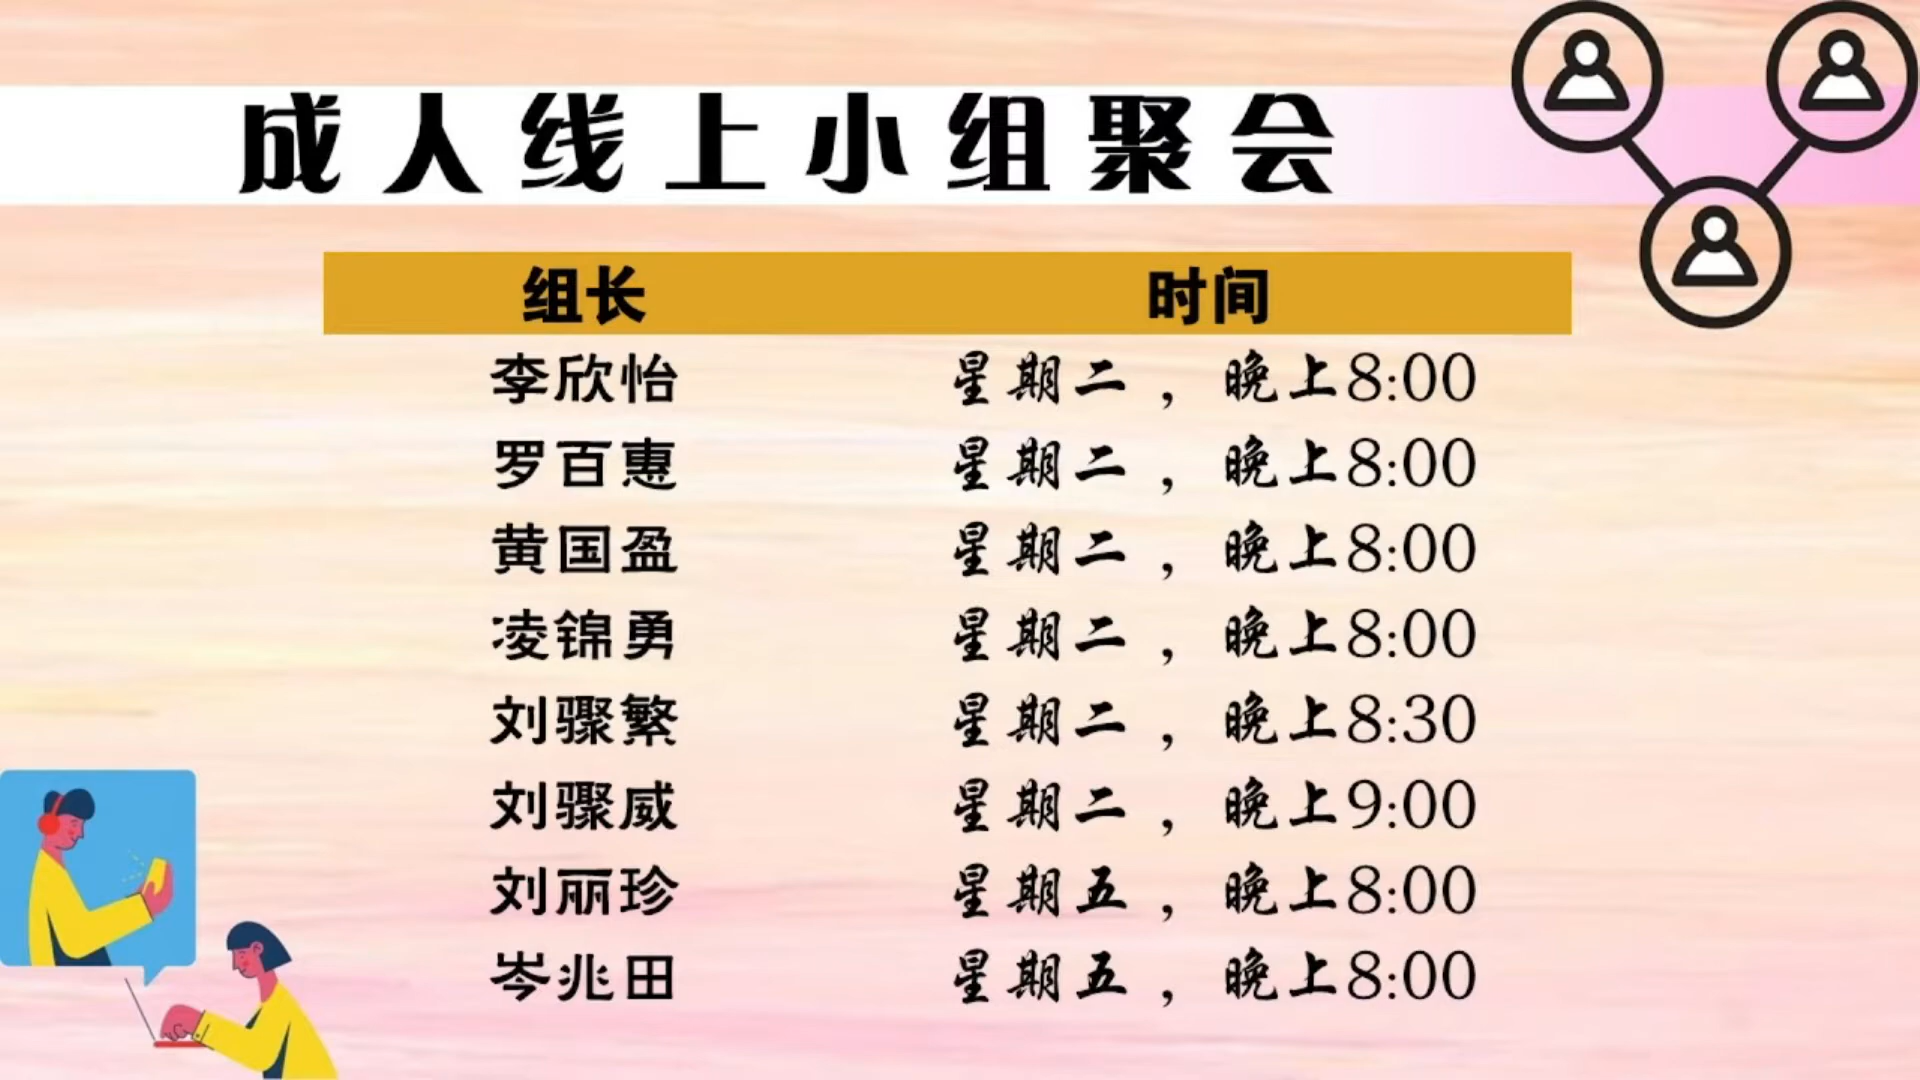 成人线上小组聚会
组长 时间
李欣怡 星期二，晚上8:00
罗百惠 星期二，晚上8:00
黄国盈 星期二，晚上8:00
凌锦勇 星期二，晚上8:00
刘骤繁 星期二，晚上8:30
刘骤威 星期二，晚上9:00
刘丽珍 星期五，晚上8:00
岑兆田 星期五，晚上8:00